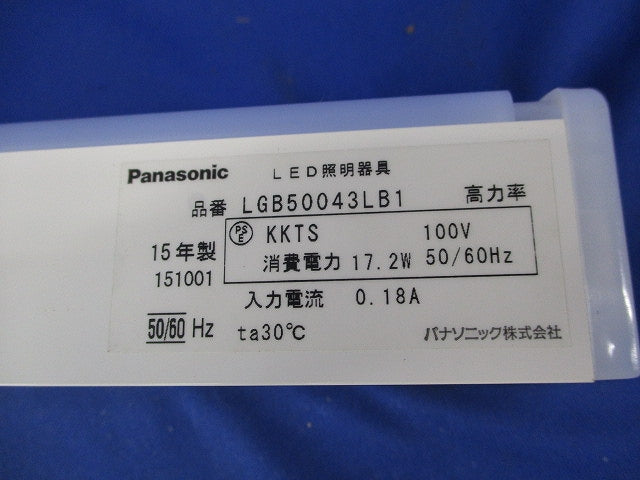 Panasonic LED照明器具
品番 LGB50043LB1 高力率
PSE KKTS 100V
15年製 消費電力 17.2W 50/60Hz
151001
入力電流 0.18A
50/60 Hz ta30℃ パナソニック株式会社